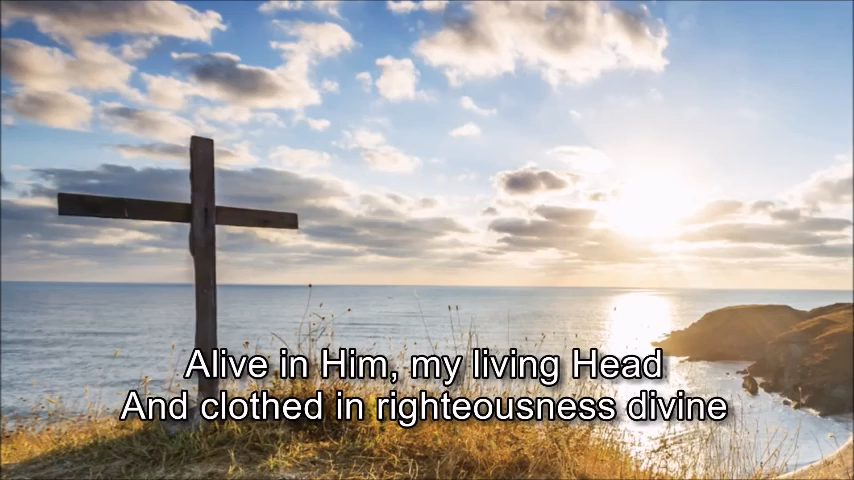 Alive in Him, my living Head
And clothed in righteousness divine